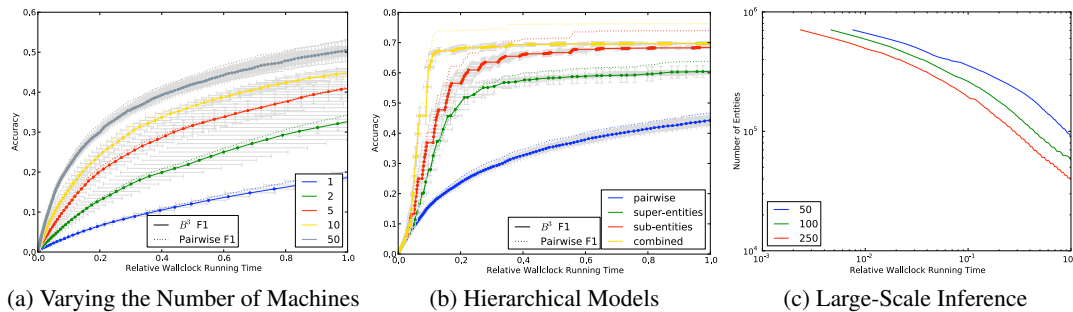 0.6
0.5
0.4
0.3
0.2
0.1
0.0
Accuracy
0.0 0.2 0.4 0.6 0.8 1.0
Relative Wallclock Running Time
B³ F1
Pairwise F1
1
2
5
10
50
(a) Varying the Number of Machines
0.8
0.7
0.6
0.5
0.4
0.3
0.2
0.1
0.0
Accuracy
0.0 0.2 0.4 0.6 0.8 1.0
Relative Wallclock Running Time
B³ F1
Pairwise F1
pairwise
super-entities
sub-entities
combined
(b) Hierarchical Models
10⁶
10⁵
10⁴
Number of Entities
10⁻³ 10⁻² 10⁻¹ 10
Relative Wallclock Running Time
50
100
250
(c) Large-Scale Inference